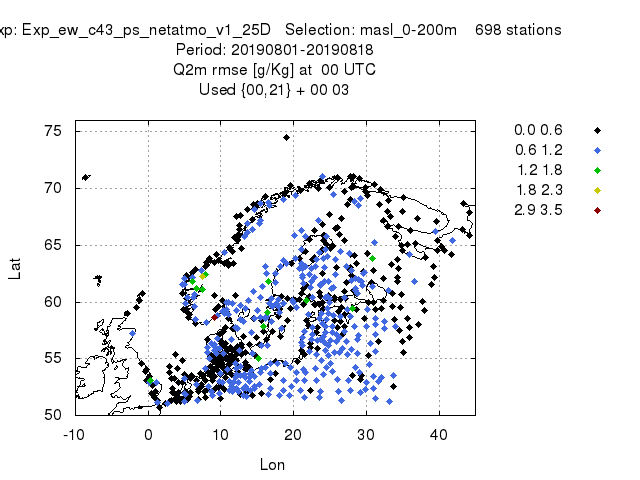 xp: Exp_ew_c43_ps_netatmo_v1_25D   Selection: masl_0-200m    698 stations
Period: 20190801-20190818
Q2m rmse [g/Kg] at  00 UTC
Used {00,21} + 00 03
0.0 0.6
0.6 1.2
1.2 1.8
1.8 2.3
2.9 3.5
75
70
65
60
55
50
Lat
-10 0 10 20 30 40
Lon